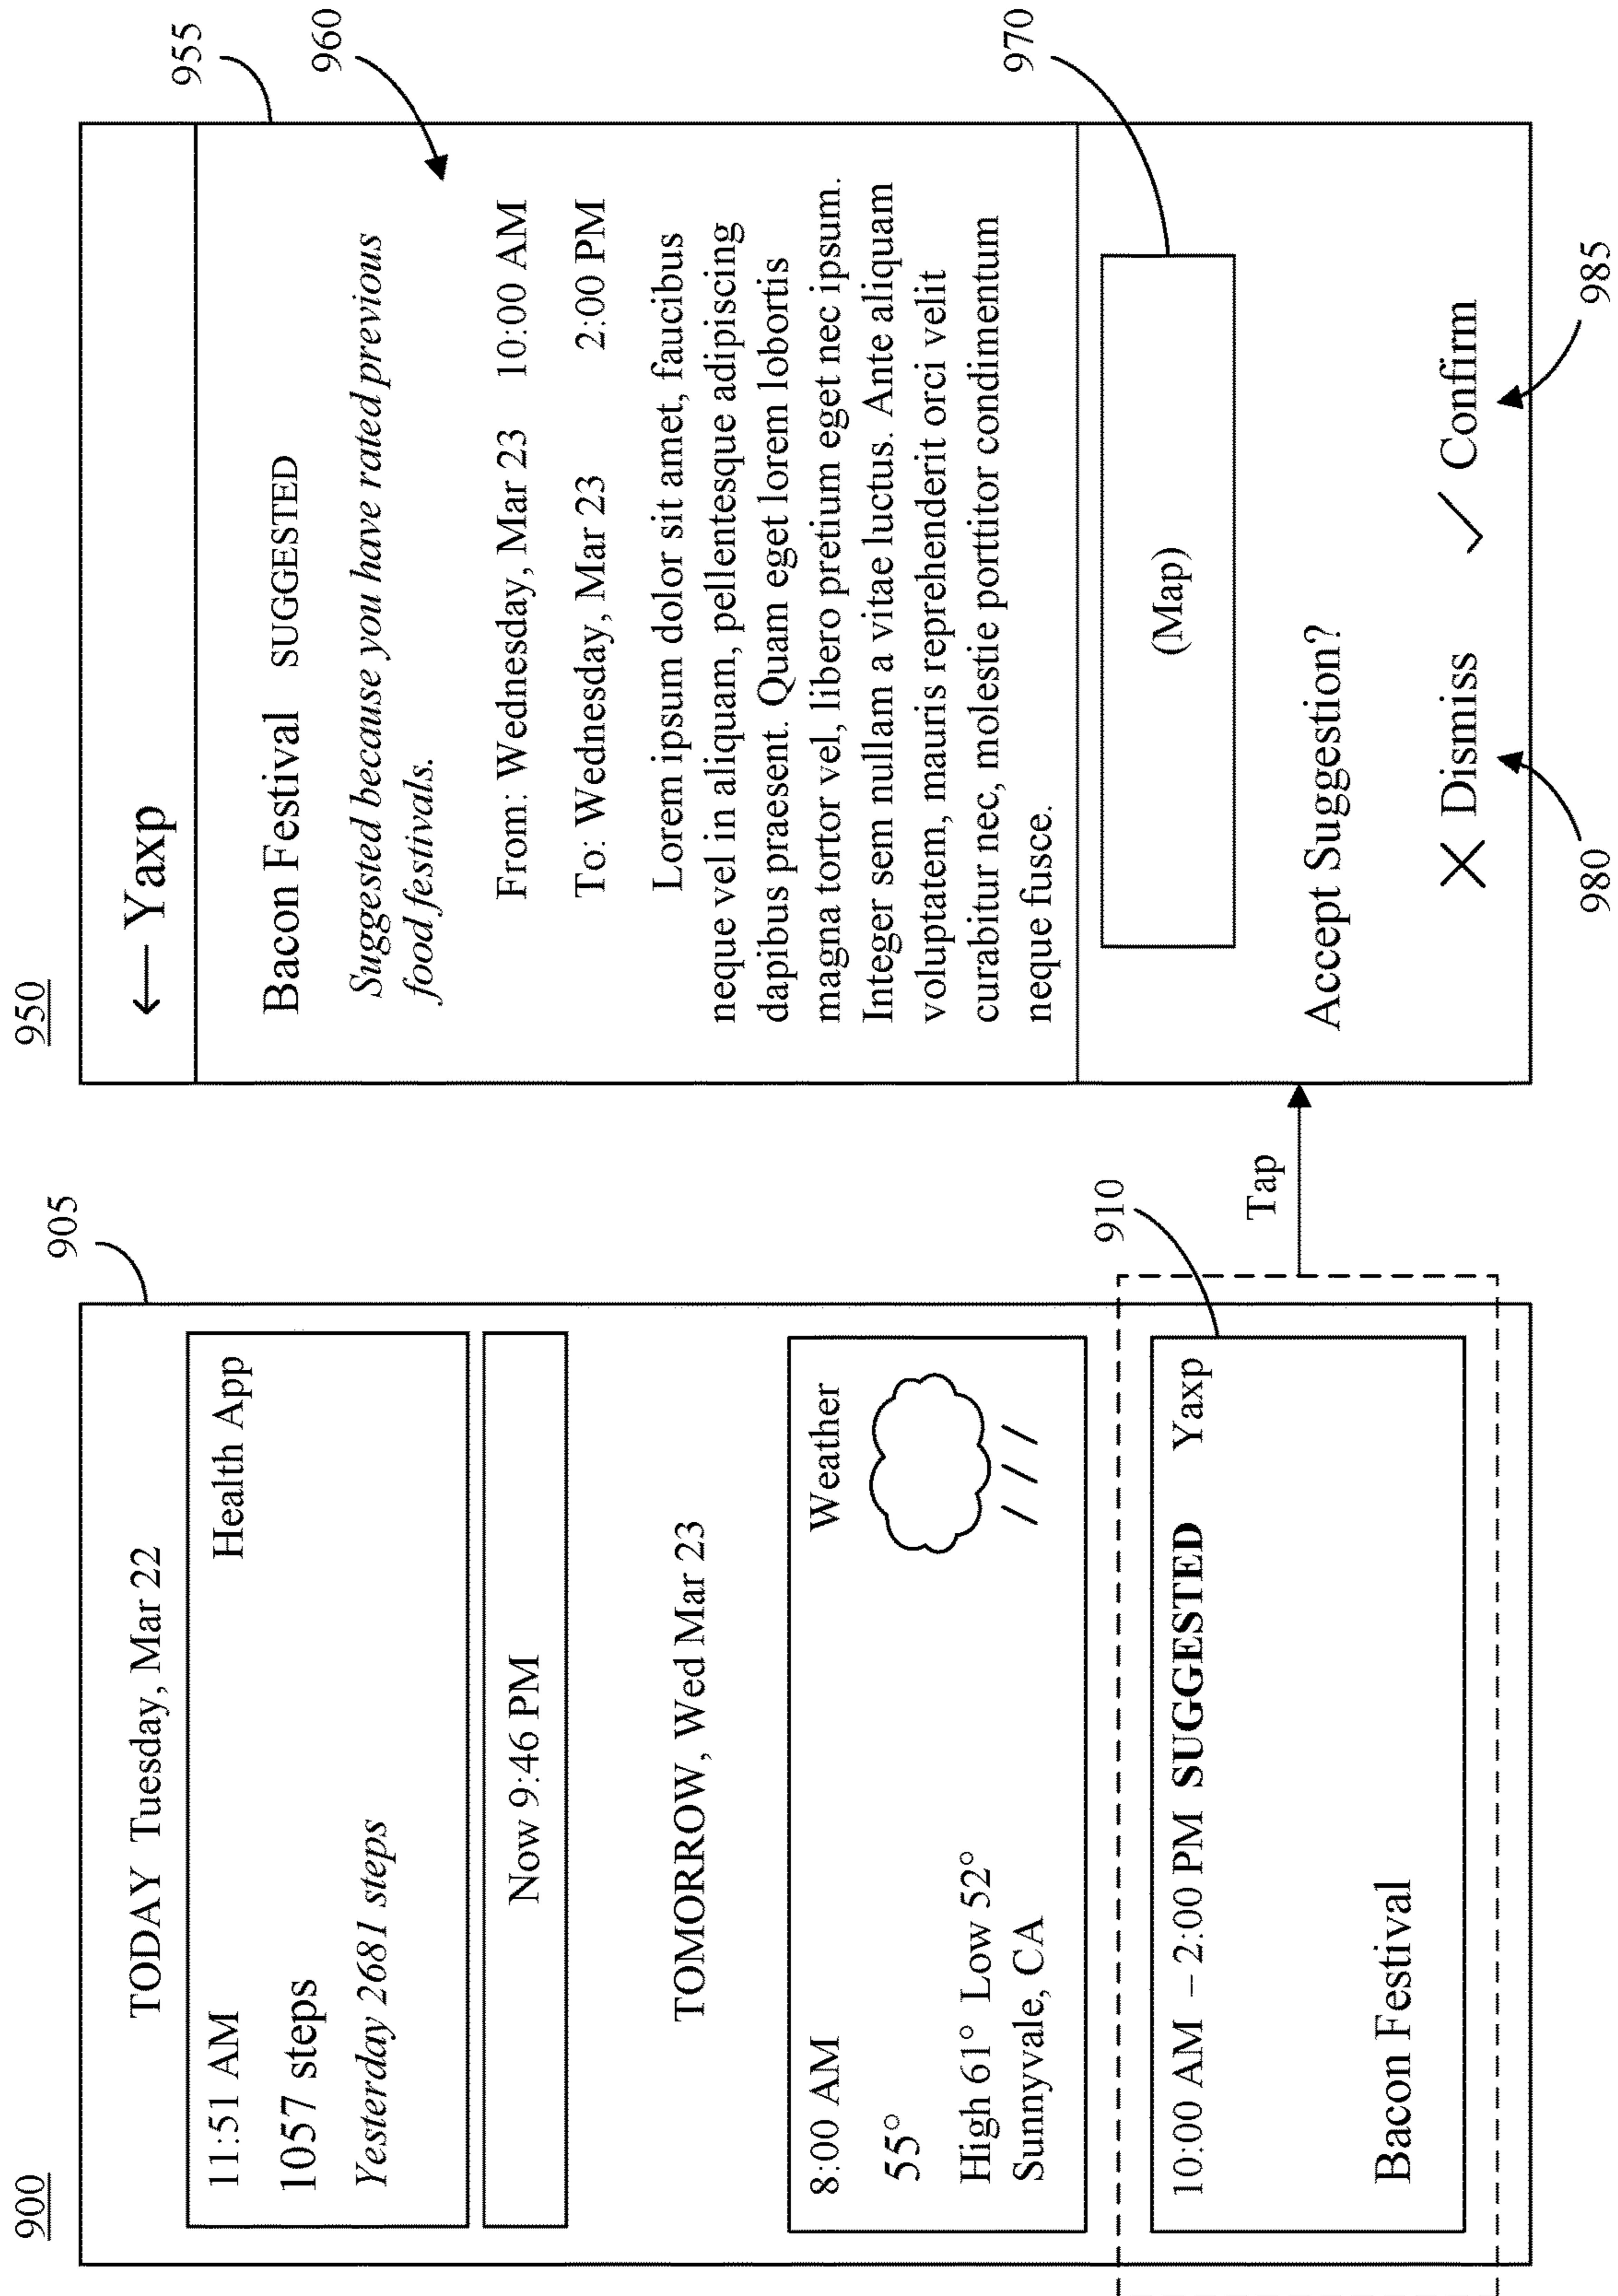 900
905
TODAY Tuesday, Mar 22
11:51 AM Health App
1057 steps
Yesterday 2681 steps
Now 9:46 PM
TOMORROW, Wed Mar 23
8:00 AM Weather
55°
High 61° Low 52°
Sunnyvale, CA
910
10:00 AM – 2:00 PM SUGGESTED Yaxp
Bacon Festival
Tap
950
955
← Yaxp
960
Bacon Festival SUGGESTED
Suggested because you have rated previous
food festivals.
From: Wednesday, Mar 23 10:00 AM
To: Wednesday, Mar 23 2:00 PM
Lorem ipsum dolor sit amet, faucibus
neque vel in aliquam, pellentesque adipiscing
dapibus praesent. Quam eget lorem lobortis
magna tortor vel, libero pretium eget nec ipsum.
Integer sem nullam a vitae luctus. Ante aliquam
voluptatem, mauris reprehenderit orci velit
curabitur nec, molestie porttitor condimentum
neque fusce.
970
(Map)
Accept Suggestion?
✕ Dismiss ✓ Confirm
980
985